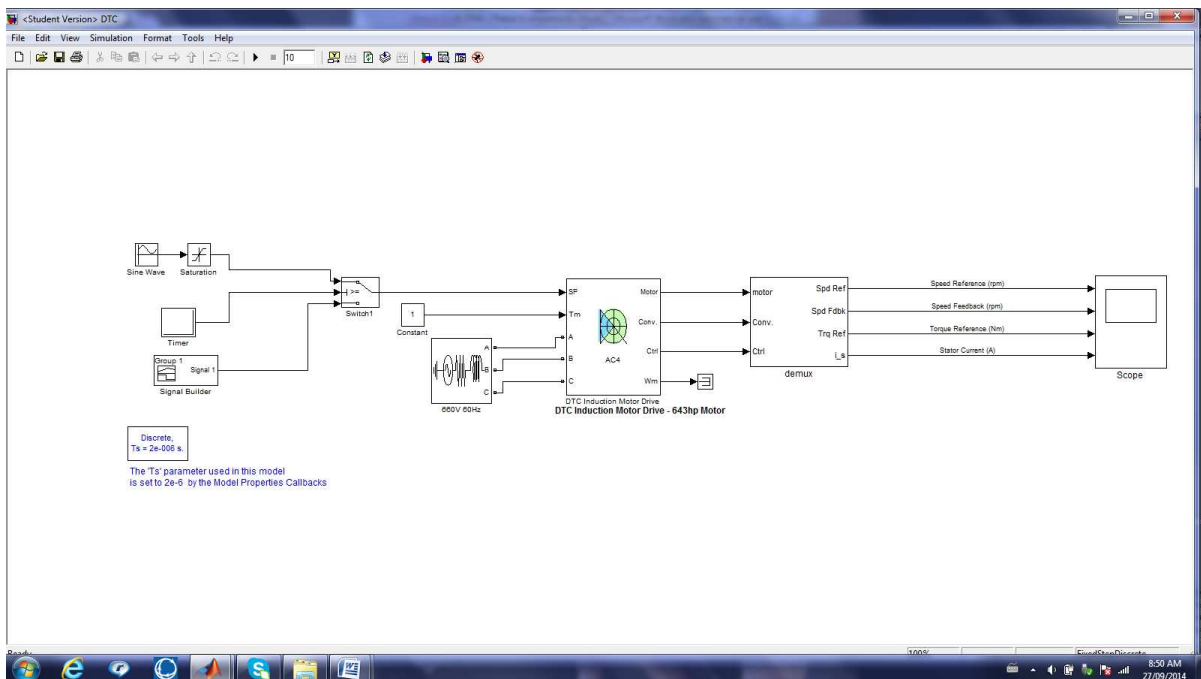 <Student Version> DTC
File Edit View Simulation Format Tools Help
10
Sine Wave
Saturation
Switch1
Timer
Group 1
Signal 1
Signal Builder
1
Constant
A
B
C
660V 60Hz
SP
Tm
A
B
C
Motor
Conv.
Ctrl
Wm
AC4
DTC Induction Motor Drive
DTC Induction Motor Drive - 643hp Motor
motor
Conv.
Ctrl
Spd Ref
Spd Fdbk
Trq Ref
i_s
demux
Speed Reference (rpm)
Speed Feedback (rpm)
Torque Reference (Nm)
Stator Current (A)
Scope
Discrete,
Ts = 2e-006 s.
The 'Ts' parameter used in this model
is set to 2e-6 by the Model Properties Callbacks
Ready
100%
FixedStepDiscrete
8:50 AM
27/09/2014